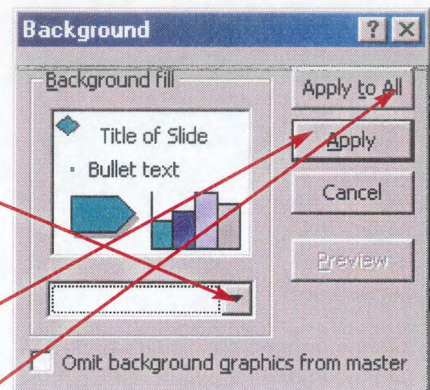 Background
Background fill
Apply to All
Title of Slide
Apply
• Bullet text
Cancel
Preview
Omit background graphics from master